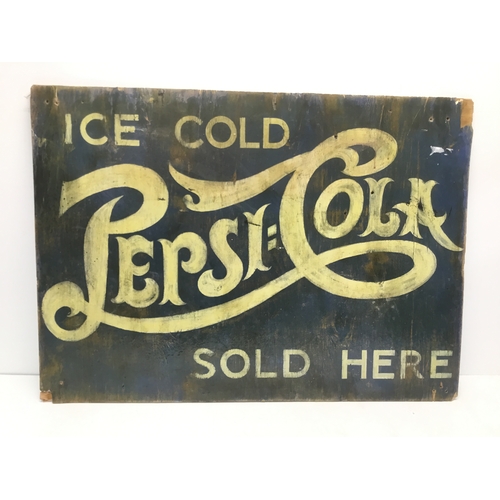 ICE COLD
PEPSI=COLA
SOLD HERE